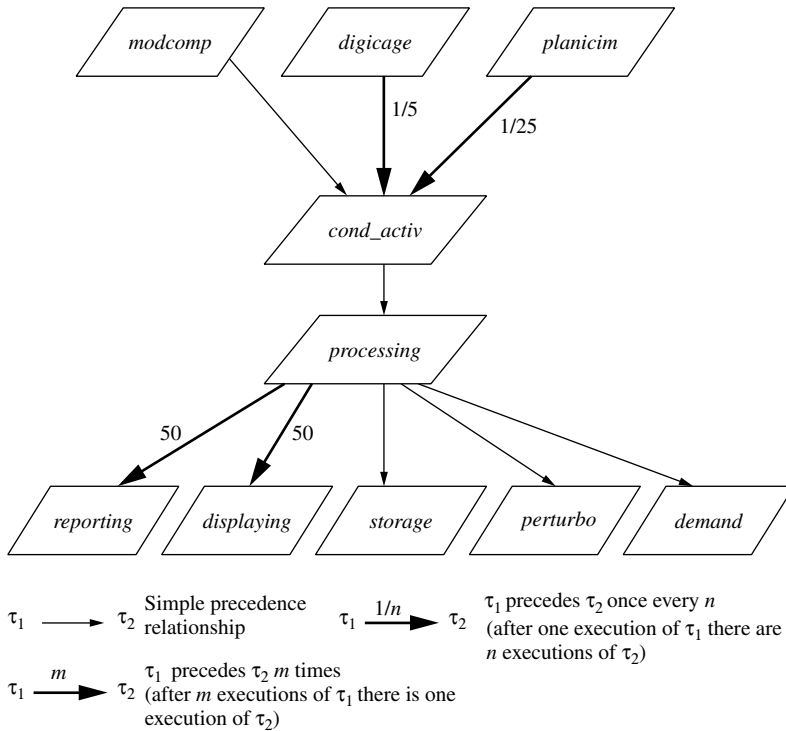 modcomp
digicage
planicim
1/5
1/25
cond_activ
processing
50
50
reporting
displaying
storage
perturbo
demand
τ1 τ2 Simple precedence
relationship
τ1 1/n τ2 τ1 precedes τ2 once every n
(after one execution of τ1 there are
n executions of τ2)
τ1 m τ2 τ1 precedes τ2 m times
(after m executions of τ1 there is one
execution of τ2)